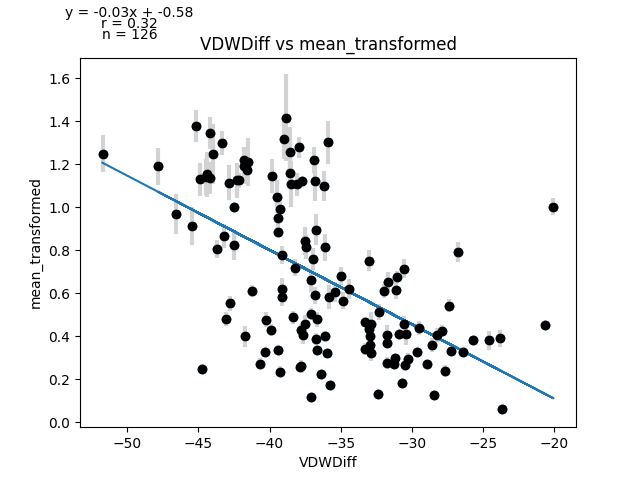 y = -0.03x + -0.58
r = 0.32
n = 126
VDWDiff vs mean_transformed
mean_transformed
1.6
1.4
1.2
1.0
0.8
0.6
0.4
0.2
0.0
−50 −45 −40 −35 −30 −25 −20
VDWDiff